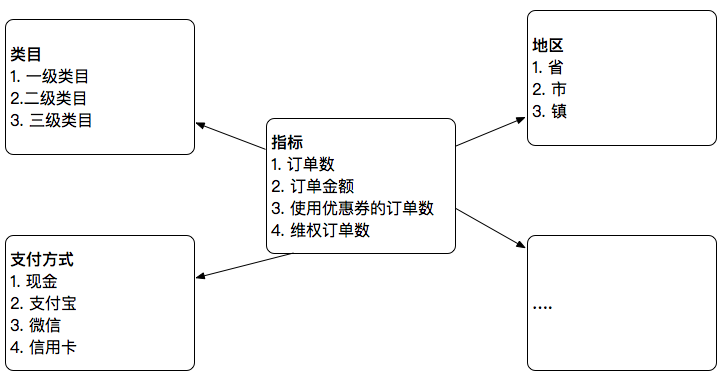 类目
1. 一级类目
2.二级类目
3. 三级类目
地区
1. 省
2. 市
3. 镇
指标
1. 订单数
2. 订单金额
3. 使用优惠券的订单数
4. 维权订单数
支付方式
1. 现金
2. 支付宝
3. 微信
4. 信用卡
....